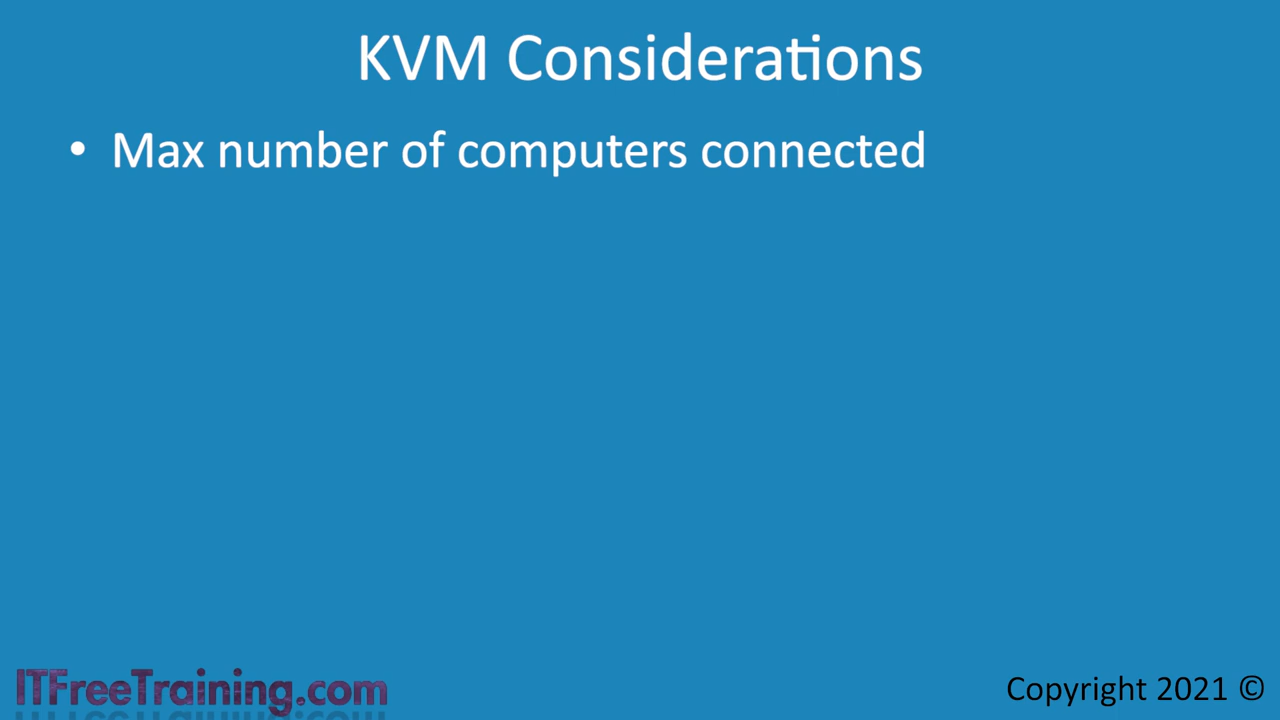 KVM Considerations
• Max number of computers connected
ITFreeTraining.com
Copyright 2021 ©